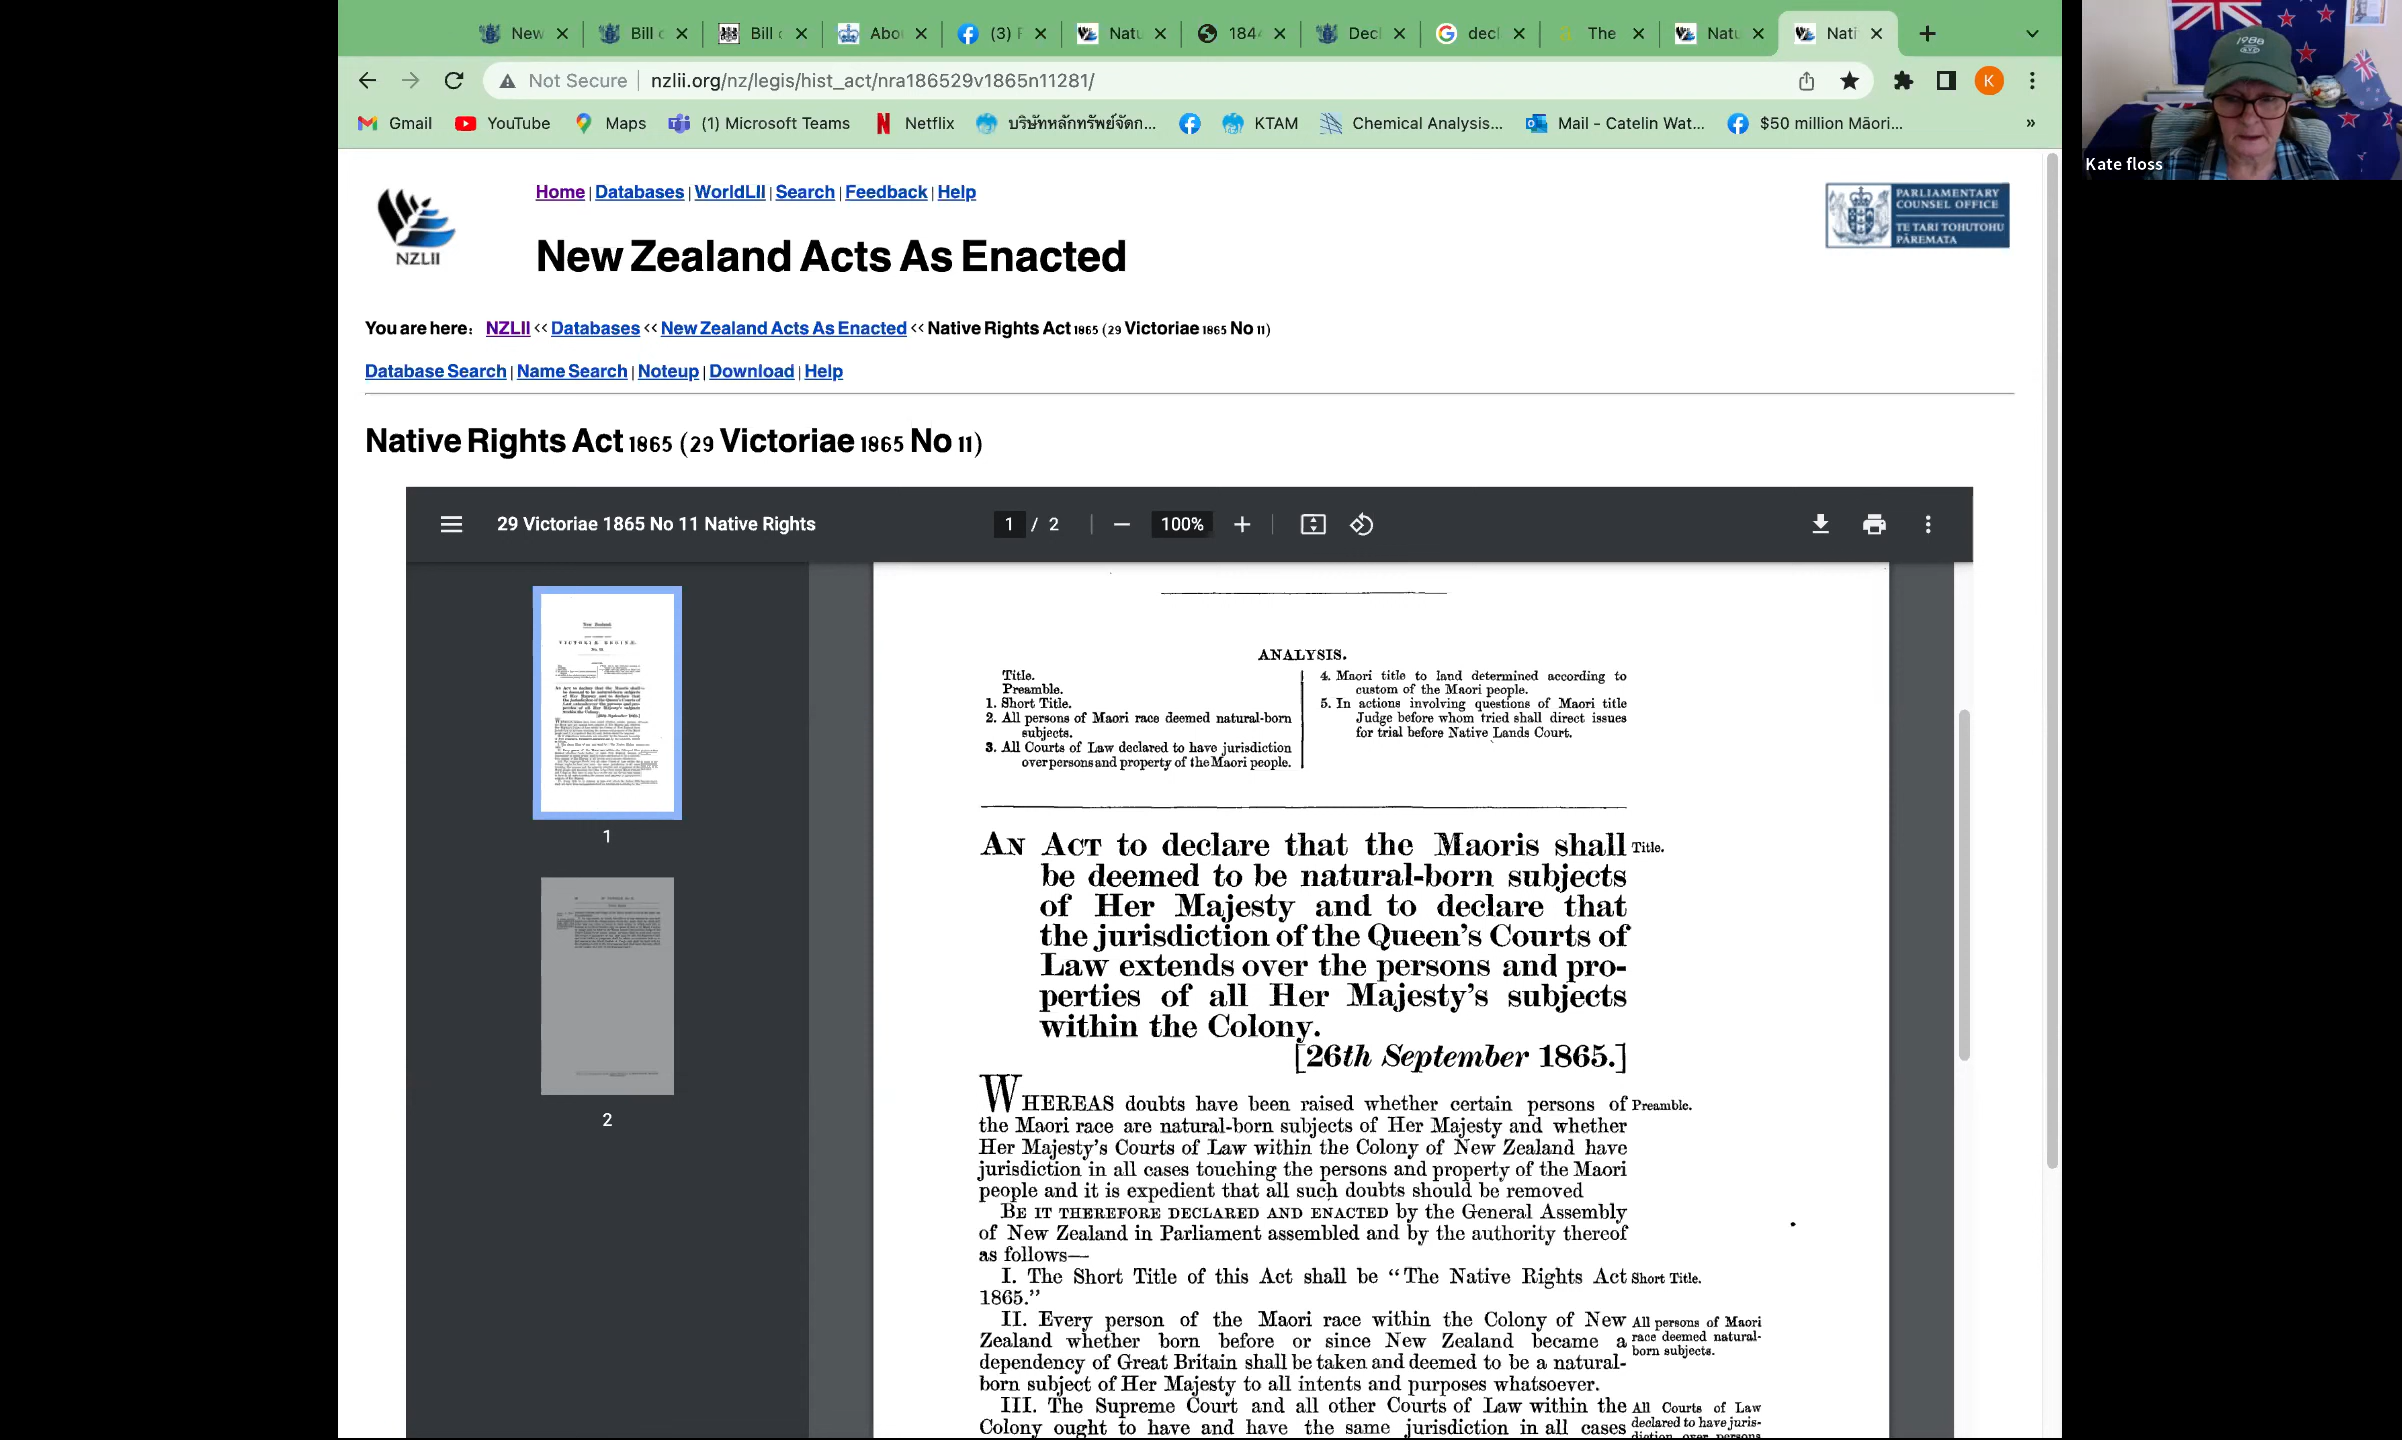 New
Bill c
Bill c
Abo
(3) F
Natu
184
Decl
decl
The
Natu
Nati
Not Secure
nzlii.org/nz/legis/hist_act/nra186529v1865n11281/
K
Gmail
YouTube
Maps
(1) Microsoft Teams
Netflix
บริษัทหลักทรัพย์จัดก...
KTAM
Chemical Analysis...
Mail – Catelin Wat...
$50 million Māori...
»
1988
Kate floss
NZLII
Home | Databases | WorldLII | Search | Feedback | Help
New Zealand Acts As Enacted
PARLIAMENTARY
COUNSEL OFFICE
TE TARI TOHUTOHU
PĀREMATA
You are here: NZLII << Databases << New Zealand Acts As Enacted << Native Rights Act 1865 (29 Victoriae 1865 No 11)
Database Search | Name Search | Noteup | Download | Help
Native Rights Act 1865 (29 Victoriae 1865 No 11)
29 Victoriae 1865 No 11 Native Rights
1 / 2
100%
New Zealand.
VICTORIÆ REGINÆ.
1
2
ANALYSIS.
Title.
Preamble.
1. Short Title.
2. All persons of Maori race deemed natural-born
subjects.
3. All Courts of Law declared to have jurisdiction
over persons and property of the Maori people.
4. Maori title to land determined according to
custom of the Maori people.
5. In actions involving questions of Maori title
Judge before whom tried shall direct issues
for trial before Native Lands Court.
AN ACT to declare that the Maoris shall
be deemed to be natural-born subjects
of Her Majesty and to declare that
the jurisdiction of the Queen's Courts of
Law extends over the persons and pro-
perties of all Her Majesty's subjects
within the Colony.
Title.
[26th September 1865.]
WHEREAS doubts have been raised whether certain persons of
the Maori race are natural-born subjects of Her Majesty and whether
Her Majesty's Courts of Law within the Colony of New Zealand have
jurisdiction in all cases touching the persons and property of the Maori
people and it is expedient that all such doubts should be removed
Preamble.
BE IT THEREFORE DECLARED AND ENACTED by the General Assembly
of New Zealand in Parliament assembled and by the authority thereof
as follows—
I. The Short Title of this Act shall be “The Native Rights Act
1865.”
Short Title.
II. Every person of the Maori race within the Colony of New
Zealand whether born before or since New Zealand became a
dependency of Great Britain shall be taken and deemed to be a natural-
born subject of Her Majesty to all intents and purposes whatsoever.
All persons of Maori
race deemed natural-
born subjects.
III. The Supreme Court and all other Courts of Law within the
Colony ought to have and have the same jurisdiction in all cases
All Courts of Law
declared to have juris-
diction over persons